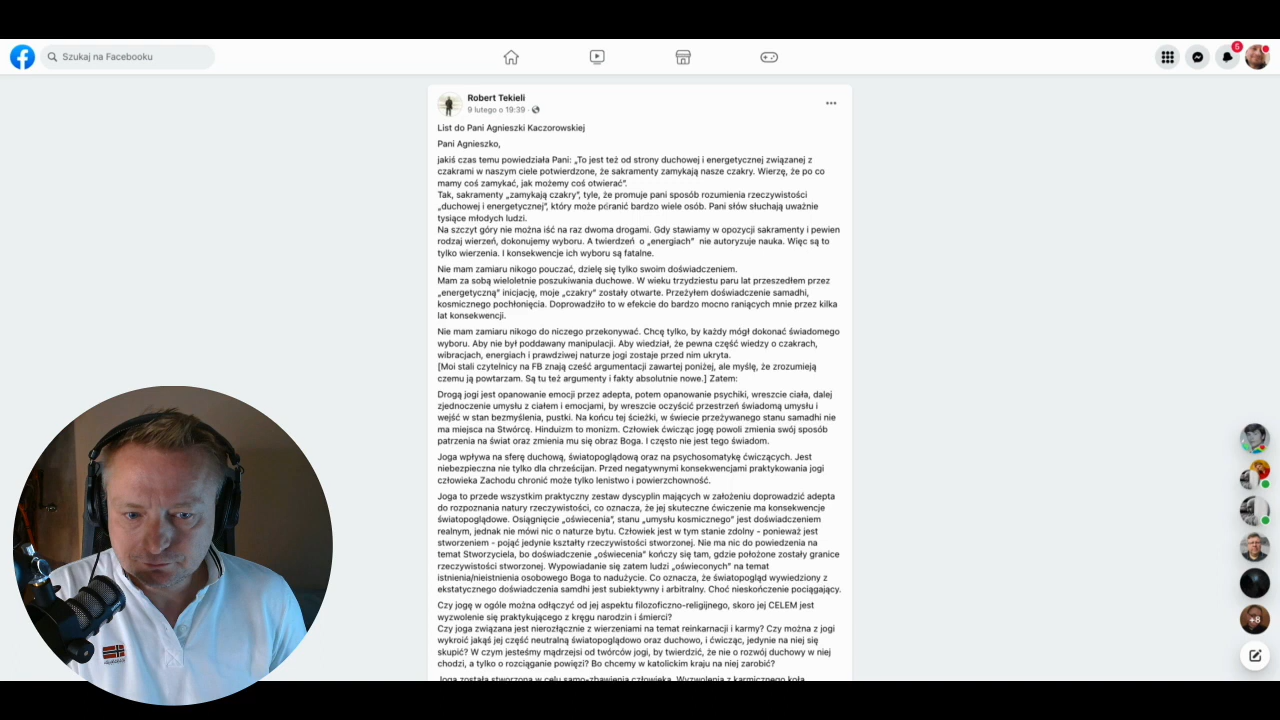 Szukaj na Facebooku
5
Robert Tekieli
9 lutego o 19:39 ·
List do Pani Agnieszki Kaczorowskiej
Pani Agnieszko,
jakiś czas temu powiedziała Pani: „To jest też od strony duchowej i energetycznej związanej z
czakrami w naszym ciele potwierdzone, że sakramenty zamykają nasze czakry. Wierzę, że po co
mamy coś zamykać, jak możemy coś otwierać".
Tak, sakramenty „zamykają czakry", tyle, że promuje pani sposób rozumienia rzeczywistości
„duchowej i energetycznej", który może poranić bardzo wiele osób. Pani słów słuchają uważnie
tysiące młodych ludzi.
Na szczyt góry nie można iść na raz dwoma drogami. Gdy stawiamy w opozycji sakramenty i pewien
rodzaj wierzeń, dokonujemy wyboru. A twierdzeń o „energiach" nie autoryzuje nauka. Więc są to
tylko wierzenia. I konsekwencje ich wyboru są fatalne.
Nie mam zamiaru nikogo pouczać, dzielę się tylko swoim doświadczeniem.
Mam za sobą wieloletnie poszukiwania duchowe. W wieku trzydziestu paru lat przeszedłem przez
„energetyczną" inicjację, moje „czakry" zostały otwarte. Przeżyłem doświadczenie samadhi,
kosmicznego pochłonięcia. Doprowadziło to w efekcie do bardzo mocno raniących mnie przez kilka
lat konsekwencji.
Nie mam zamiaru nikogo do niczego przekonywać. Chcę tylko, by każdy mógł dokonać świadomego
wyboru. Aby nie był poddawany manipulacji. Aby wiedział, że pewna część wiedzy o czakrach,
wibracjach, energiach i prawdziwej naturze jogi zostaje przed nim ukryta.
[Moi stali czytelnicy na FB znają cześć argumentacji zawartej poniżej, ale myślę, że zrozumieją
czemu ją powtarzam. Są tu też argumenty i fakty absolutnie nowe.] Zatem:
Drogą jogi jest opanowanie emocji przez adepta, potem opanowanie psychiki, wreszcie ciała, dalej
zjednoczenie umysłu z ciałem i emocjami, by wreszcie oczyścić przestrzeń świadomą umysłu i
wejść w stan bezmyślenia, pustki. Na końcu tej ścieżki, w świecie przeżywanego stanu samadhi nie
ma miejsca na Stwórcę. Hinduizm to monizm. Człowiek ćwicząc jogę powoli zmienia swój sposób
patrzenia na świat oraz zmienia mu się obraz Boga. I często nie jest tego świadom.
Joga wpływa na sferę duchową, światopoglądową oraz na psychosomatykę ćwiczących. Jest
niebezpieczna nie tylko dla chrześcijan. Przed negatywnymi konsekwencjami praktykowania jogi
człowieka Zachodu chronić może tylko lenistwo i powierzchowność.
Joga to przede wszystkim praktyczny zestaw dyscyplin mających w założeniu doprowadzić adepta
do rozpoznania natury rzeczywistości, co oznacza, że jej skuteczne ćwiczenie ma konsekwencje
światopoglądowe. Osiągnięcie „oświecenia", stanu „umysłu kosmicznego" jest doświadczeniem
realnym, jednak nie mówi nic o naturze bytu. Człowiek jest w tym stanie zdolny - ponieważ jest
stworzeniem - pojąć jedynie kształty rzeczywistości stworzonej. Nie ma nic do powiedzenia na
temat Stworzyciela, bo doświadczenie „oświecenia" kończy się tam, gdzie położone zostały granice
rzeczywistości stworzonej. Wypowiadanie się zatem ludzi „oświeconych" na temat
istnienia/nieistnienia osobowego Boga to nadużycie. Co oznacza, że światopogląd wywiedziony z
ekstatycznego doświadczenia samdhi jest subiektywny i arbitralny. Choć nieskończenie pociągający.
Czy jogę w ogóle można odłączyć od jej aspektu filozoficzno-religijnego, skoro jej CELEM jest
wyzwolenie się praktykującego z kręgu narodzin i śmierci?
Czy joga związana jest nierozłącznie z wierzeniami na temat reinkarnacji i karmy? Czy można z jogi
wykroić jakąś jej część neutralną światopoglądowo oraz duchowo, i ćwicząc, jedynie na niej się
skupić? W czym jesteśmy mądrzejsi od twórców jogi, by twierdzić, że nie o rozwój duchowy w niej
chodzi, a tylko o rozciąganie powięzi? Bo chcemy w katolickim kraju na niej zarobić?
Joga została stworzona w celu samo-zbawienia człowieka. Wyzwolenia z karmicznego koła
+8